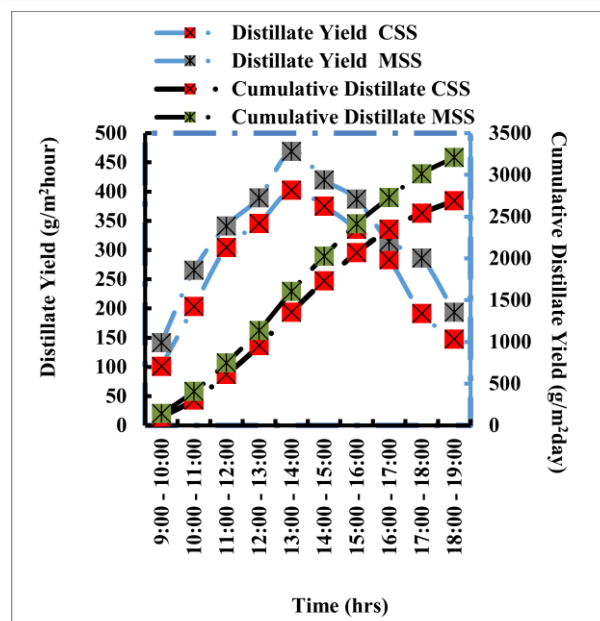 Distillate Yield CSS
Distillate Yield MSS
Cumulative Distillate CSS
Cumulative Distillate MSS
Distillate Yield (g/m²hour)
500
450
400
350
300
250
200
150
100
50
0
3500
3000
2500
2000
1500
1000
500
0
Cumulative Distillate Yield (g/m²day)
9:00 - 10:00
10:00 - 11:00
11:00 - 12:00
12:00 - 13:00
13:00 - 14:00
14:00 - 15:00
15:00 - 16:00
16:00 - 17:00
17:00 - 18:00
18:00 - 19:00
Time (hrs)